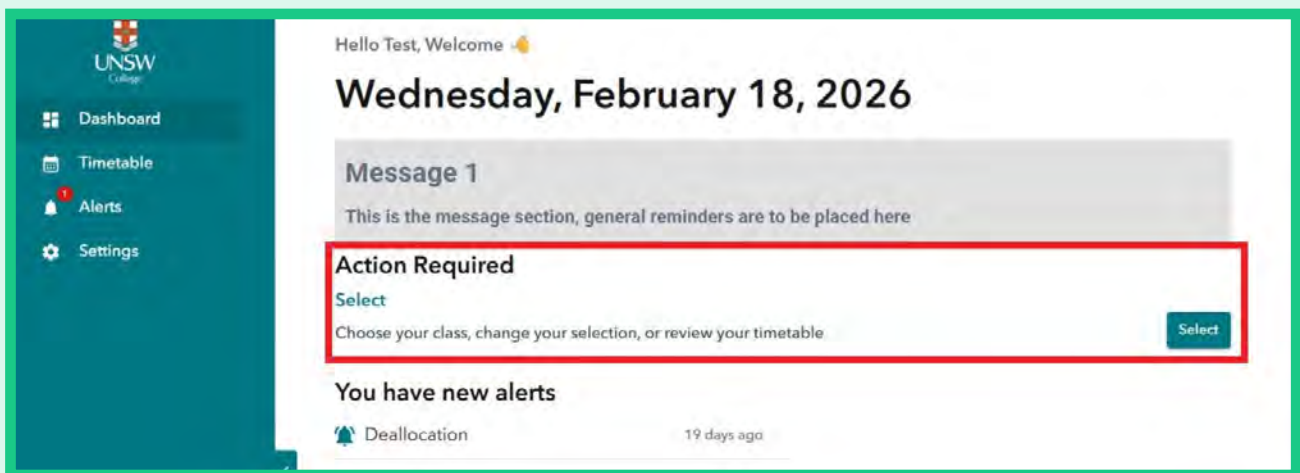 UNSW
College
Dashboard
Timetable
1
Alerts
Settings
Hello Test, Welcome 👋
Wednesday, February 18, 2026
Message 1
This is the message section, general reminders are to be placed here
Action Required
Select
Choose your class, change your selection, or review your timetable
Select
You have new alerts
Deallocation
19 days ago